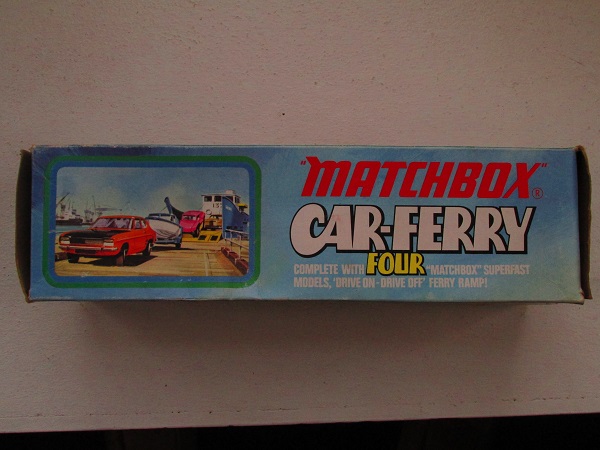 "MATCHBOX"®
CAR-FERRY
COMPLETE WITH FOUR "MATCHBOX" SUPERFAST
MODELS, 'DRIVE ON-DRIVE OFF' FERRY RAMP!